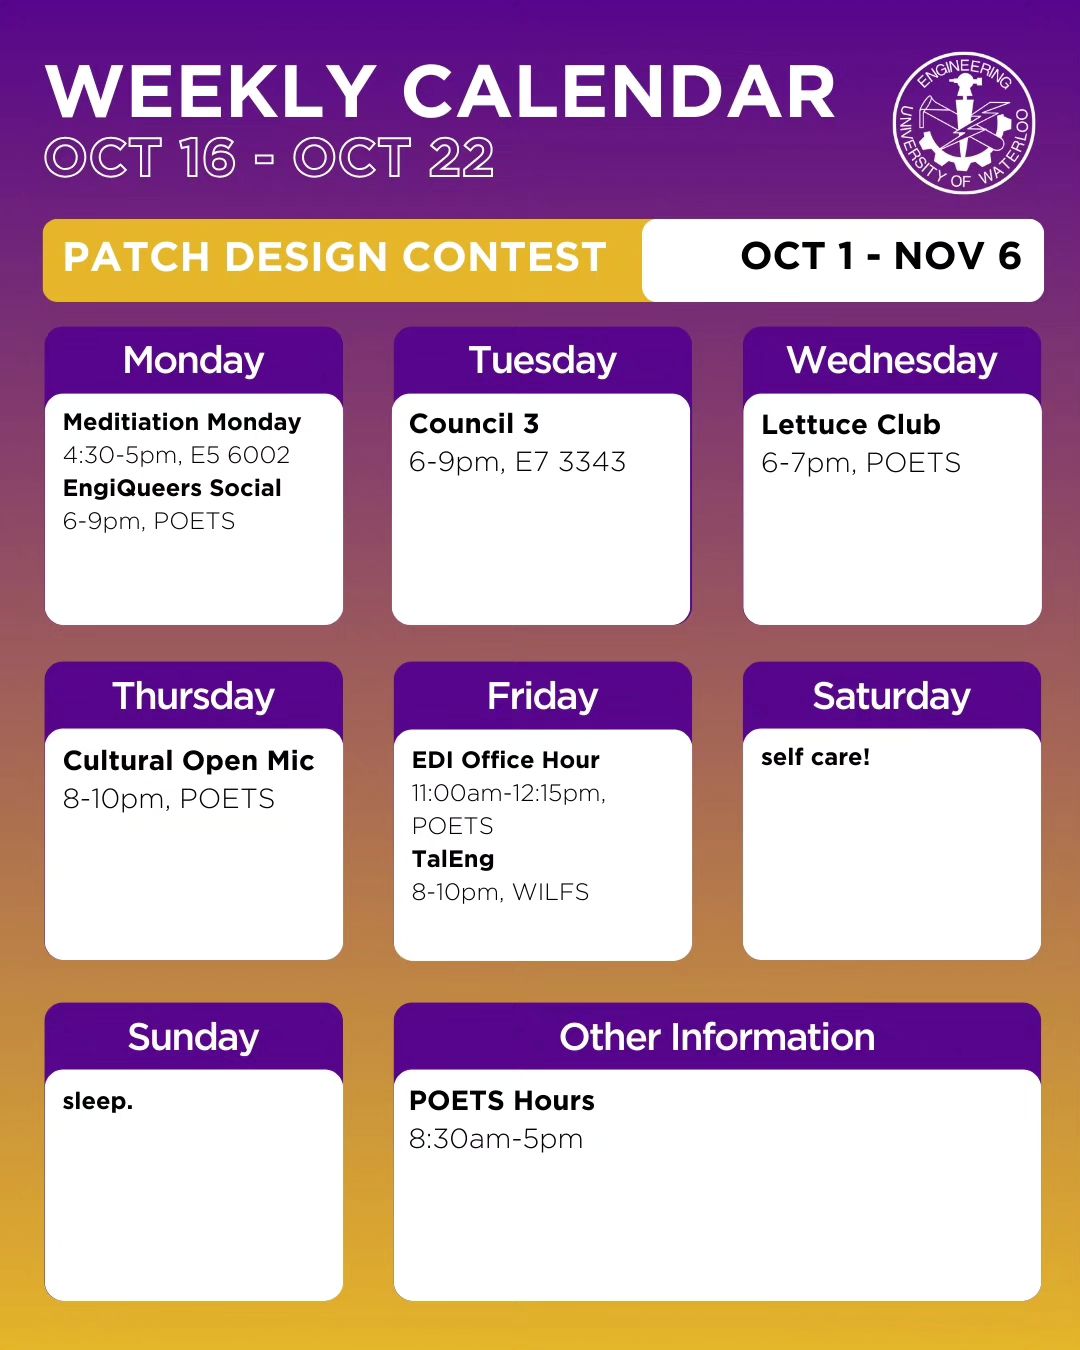 WEEKLY CALENDAR
OCT 16 - OCT 22
ENGINEERING
UNIVERSITY OF WATERLOO
PATCH DESIGN CONTEST
OCT 1 - NOV 6
Monday
Meditiation Monday
4:30-5pm, E5 6002
EngiQueers Social
6-9pm, POETS
Tuesday
Council 3
6-9pm, E7 3343
Wednesday
Lettuce Club
6-7pm, POETS
Thursday
Cultural Open Mic
8-10pm, POETS
Friday
EDI Office Hour
11:00am-12:15pm,
POETS
TalEng
8-10pm, WILFS
Saturday
self care!
Sunday
sleep.
Other Information
POETS Hours
8:30am-5pm